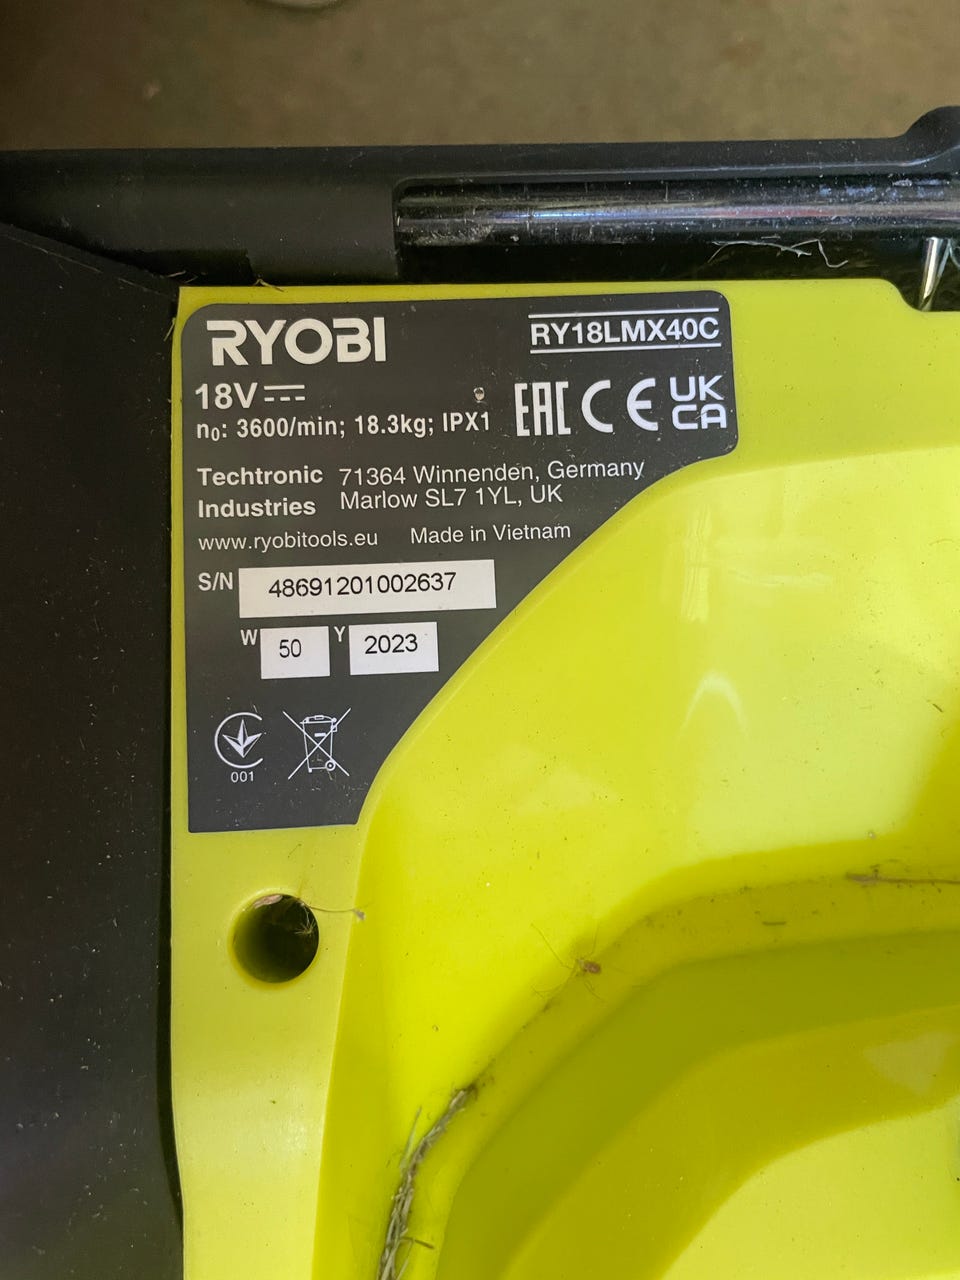 RYOBI
RY18LMX40C
18V
n₀: 3600/min; 18.3kg; IPX1
EAC CE UK CA
Techtronic Industries
71364 Winnenden, Germany
Marlow SL7 1YL, UK
www.ryobitools.eu Made in Vietnam
S/N 48691201002637
W 50 Y 2023
001